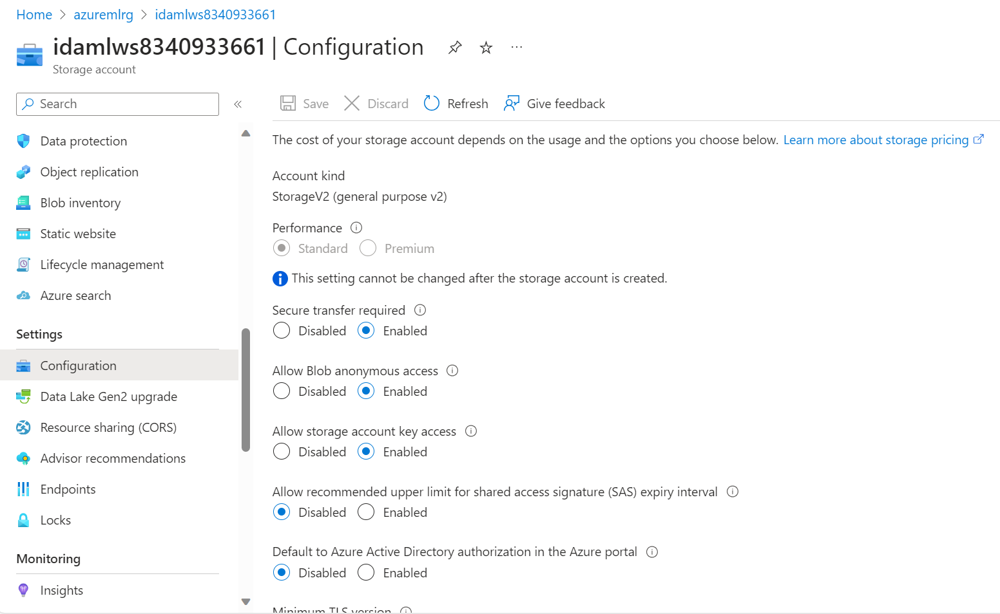 Home > azuremlrg > idamlws8340933661
idamlws8340933661 | Configuration
Storage account
Search
«
Save Discard Refresh Give feedback
Data protection
Object replication
Blob inventory
Static website
Lifecycle management
Azure search
Settings
Configuration
Data Lake Gen2 upgrade
Resource sharing (CORS)
Advisor recommendations
Endpoints
Locks
Monitoring
Insights
The cost of your storage account depends on the usage and the options you choose below. Learn more about storage pricing
Account kind
StorageV2 (general purpose v2)
Performance
Standard Premium
This setting cannot be changed after the storage account is created.
Secure transfer required
Disabled Enabled
Allow Blob anonymous access
Disabled Enabled
Allow storage account key access
Disabled Enabled
Allow recommended upper limit for shared access signature (SAS) expiry interval
Disabled Enabled
Default to Azure Active Directory authorization in the Azure portal
Disabled Enabled
Minimum TLS version